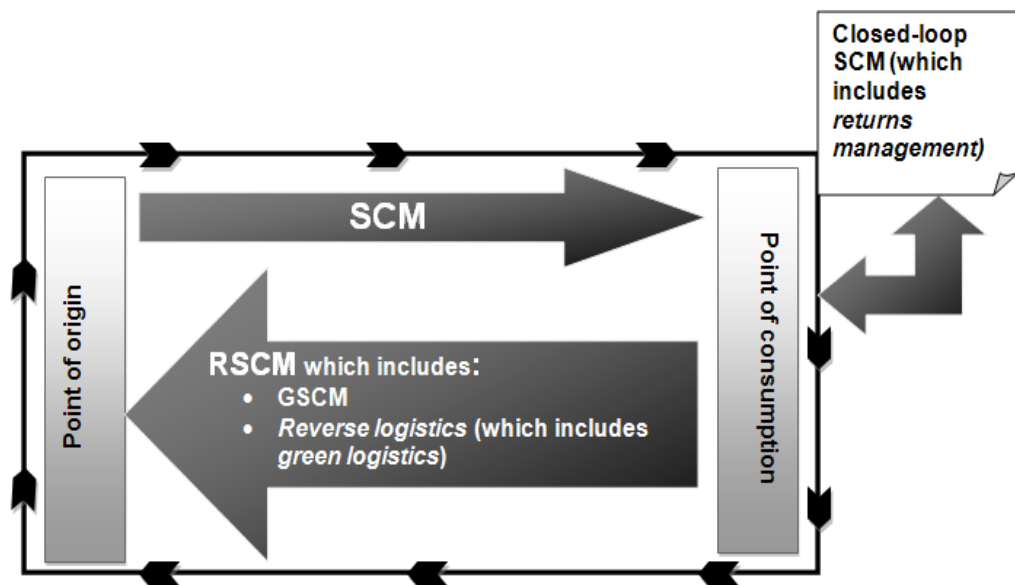 Closed-loop
SCM (which
includes
returns
management)
SCM
Point of origin
Point of consumption
RSCM which includes:
• GSCM
• Reverse logistics (which includes
green logistics)